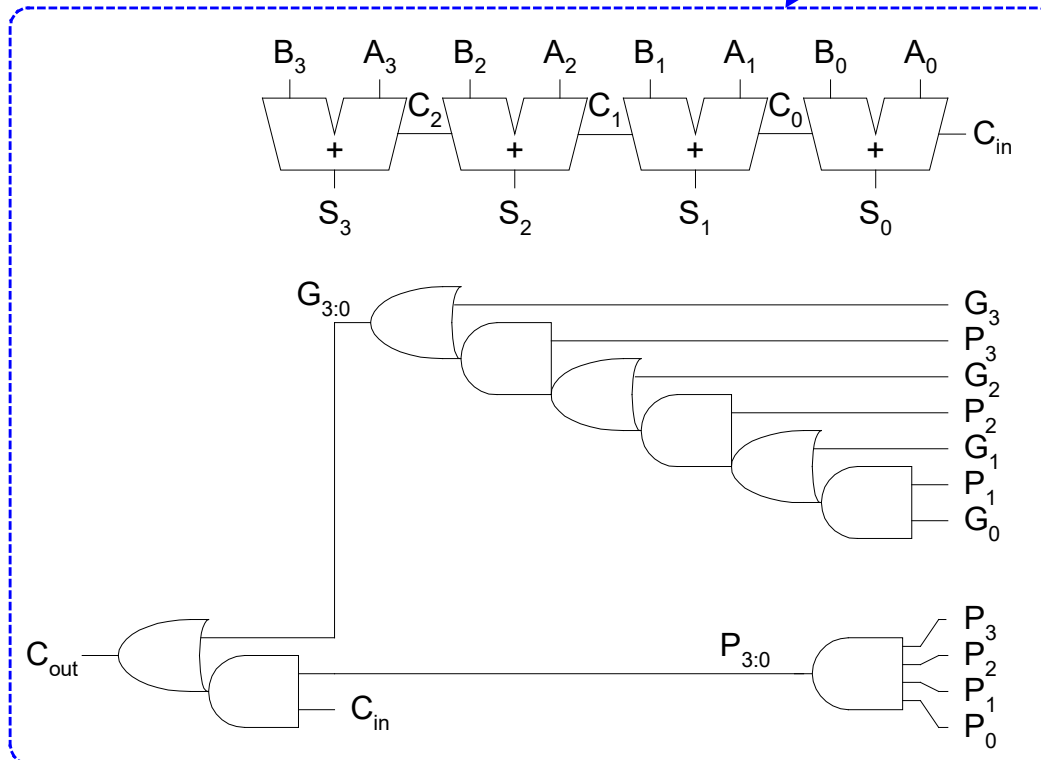 B3 A3 B2 A2 B1 A1 B0 A0
C2 C1 C0 Cin
+ + + +
S3 S2 S1 S0
G3:0 G3
P3
G2
P2
G1
P1
G0
P3
Cout P3:0 P2
P1
Cin P0